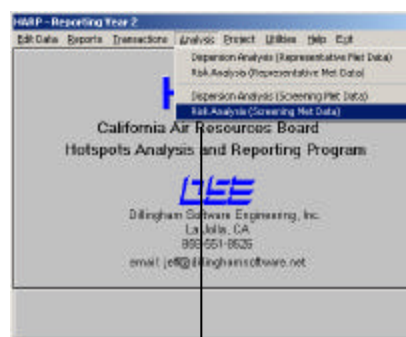 HARP - Reporting Year 2
Edit Data Reports Transactions Analysis Project Utilities Help Exit
Dispersion Analysis (Representative Met Data)
Risk Analysis (Representative Met Data)
Dispersion Analysis (Screening Met Data)
Risk Analysis (Screening Met Data)
H
California Air Resources Board
Hotspots Analysis and Reporting Program
DSE
Dillingham Software Engineering, Inc.
La Jolla, CA
email: jeff@dillinghamsoftware.net